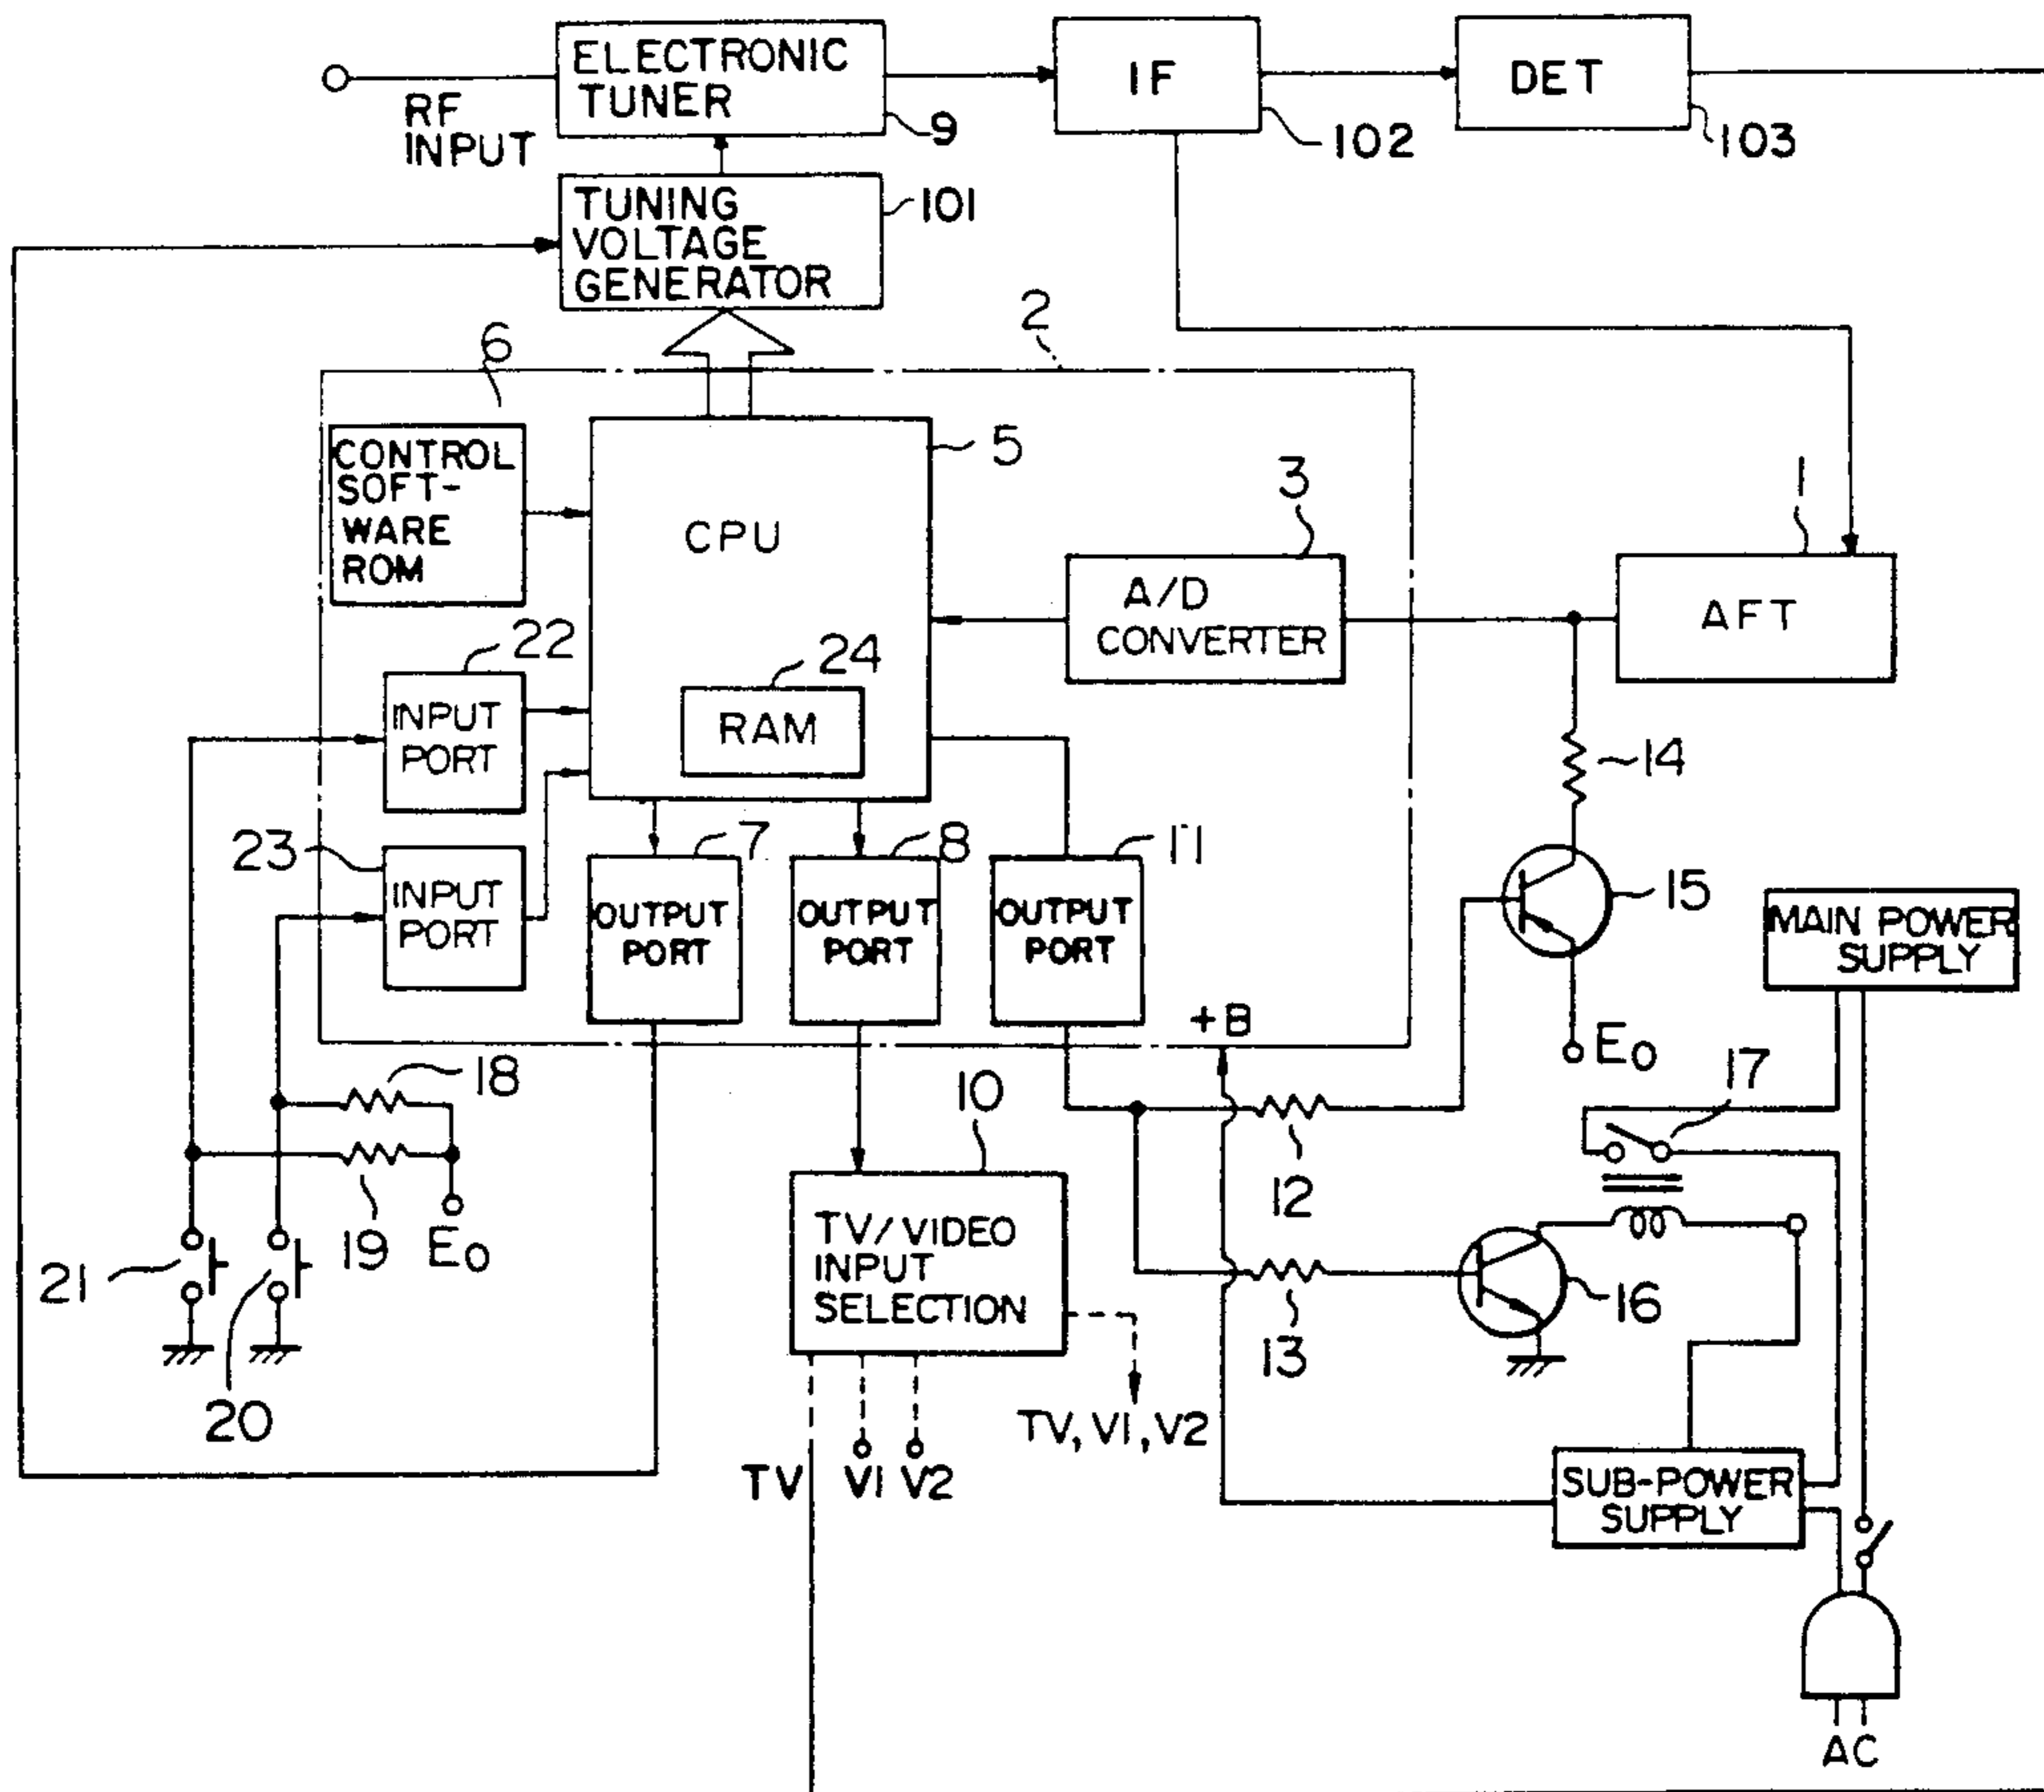 ELECTRONIC
TUNER
9
IF
102
DET
103
RF
INPUT
TUNING
VOLTAGE
GENERATOR
101
2
6
CONTROL
SOFT-
WARE
ROM
CPU
5
3
A/D
CONVERTER
1
AFT
22
INPUT
PORT
24
RAM
14
23
INPUT
PORT
7
OUTPUT
PORT
8
OUTPUT
PORT
11
OUTPUT
PORT
15
MAIN POWER
SUPPLY
+B
E0
18
19
E0
21
20
10
TV/VIDEO
INPUT
SELECTION
12
17
13
16
TV, V1, V2
TV V1 V2
SUB-POWER
SUPPLY
AC